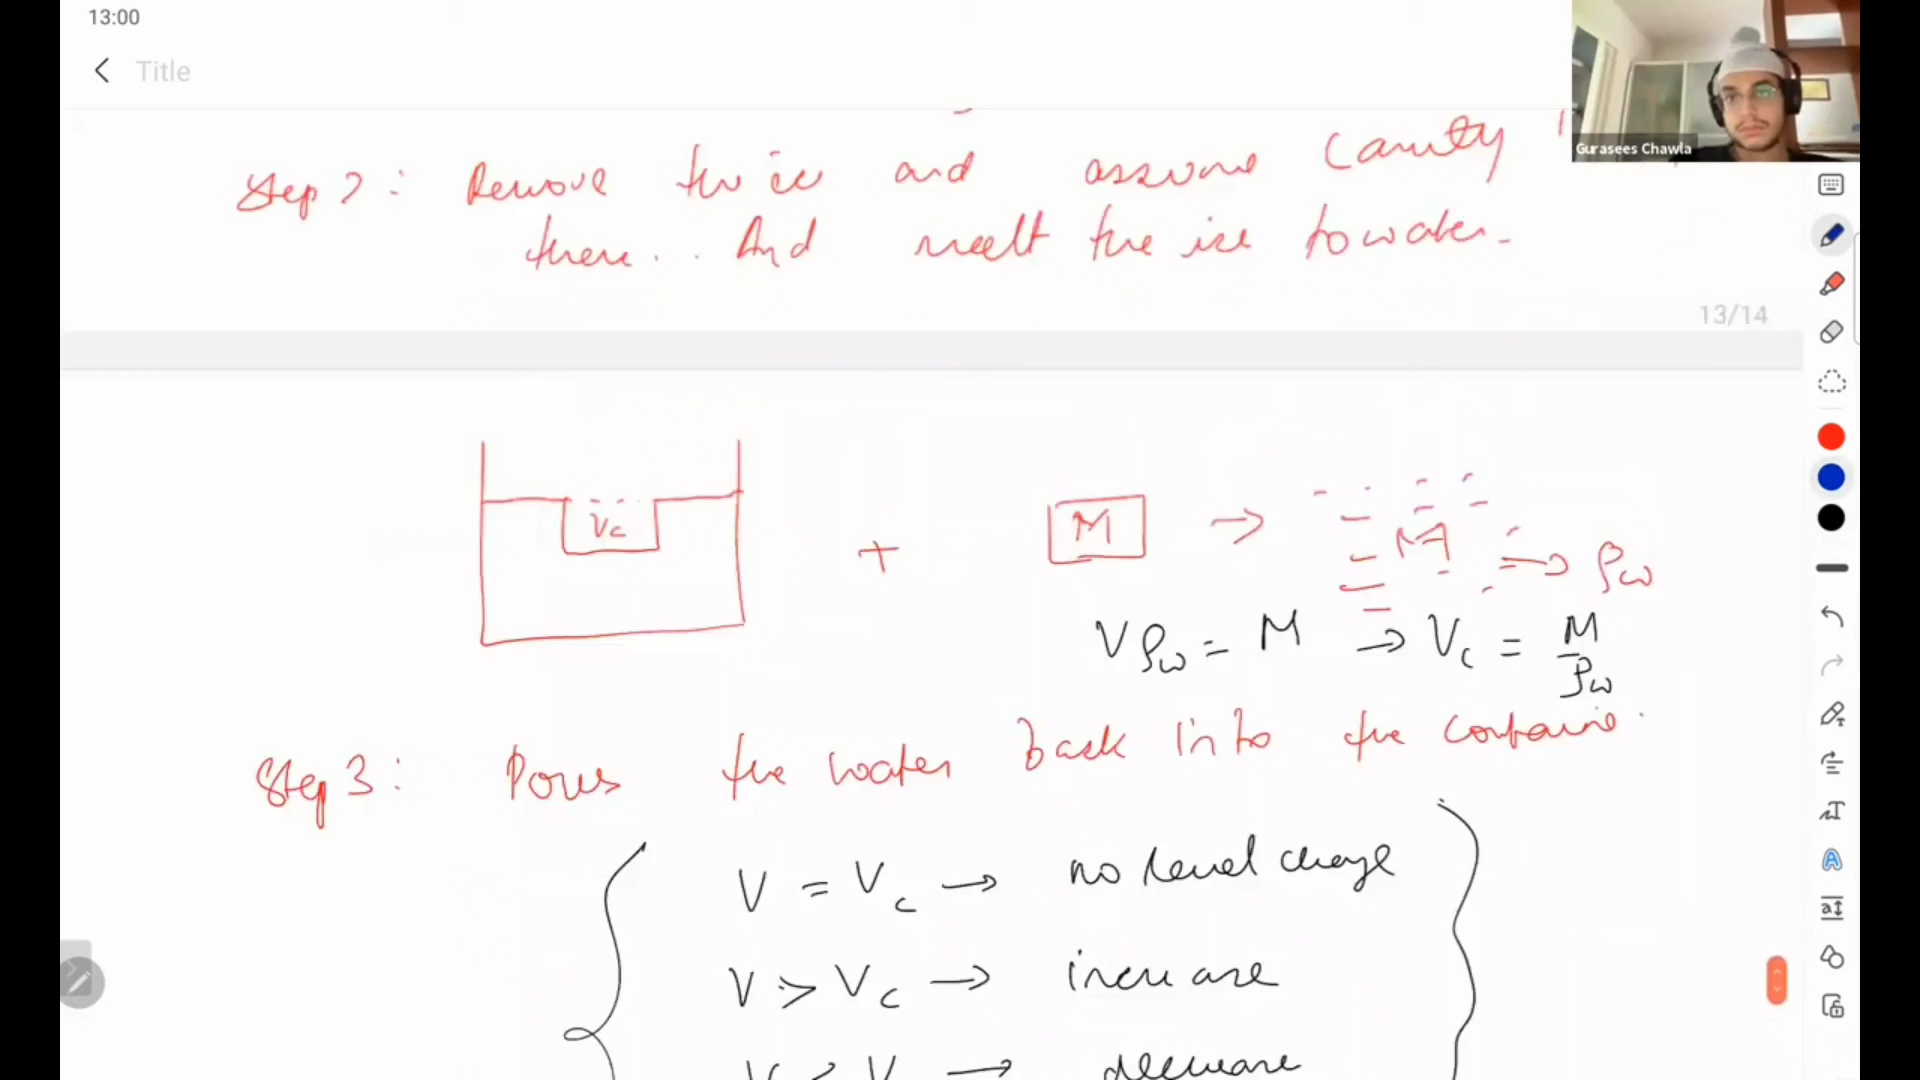 13:00
Title
Gurasees Chawla
Step 2: Remove the ice and assume cavity
there.. And melt the ice to water.
13/14
Vc + M → M → ρw
Vρw = M → Vc = M/ρw
Step 3: Pour the water back into the
V = Vc → no level change
V > Vc → increase
V < V → decrease